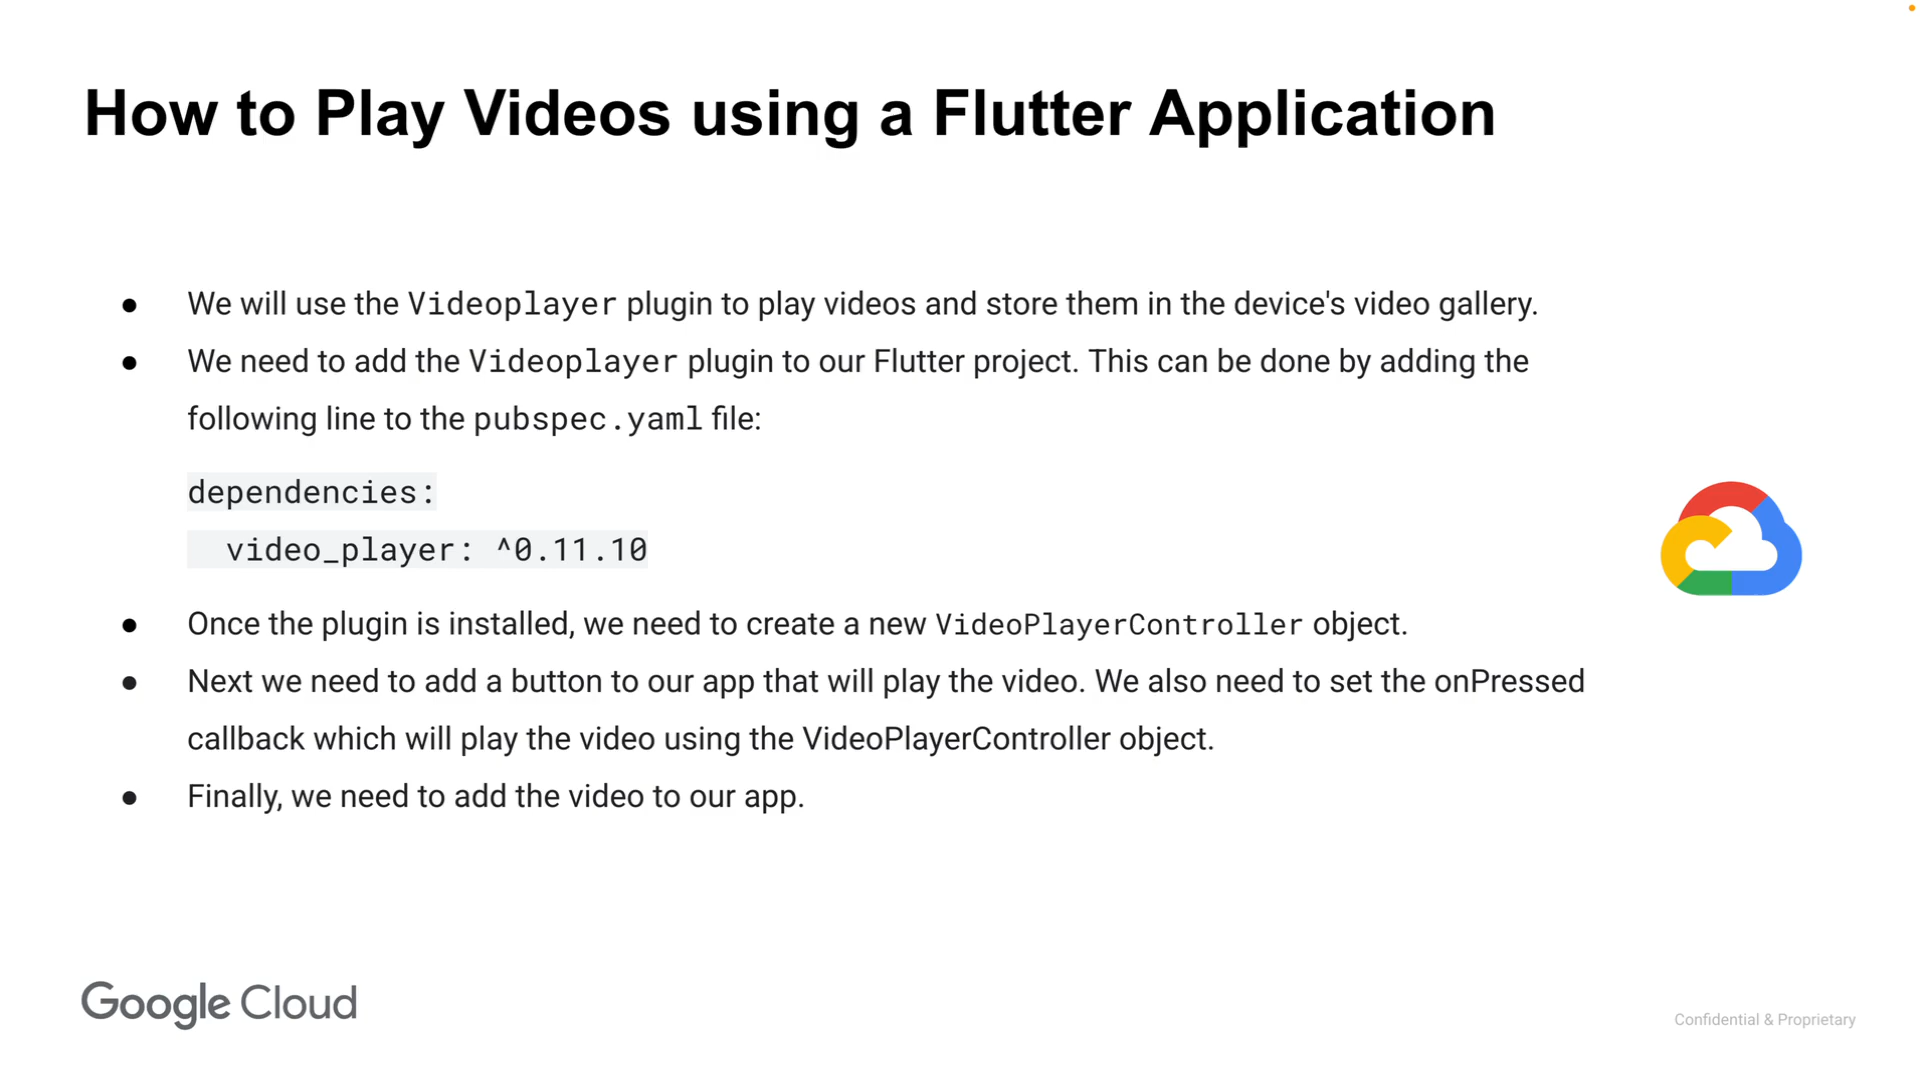 How to Play Videos using a Flutter Application
● We will use the Videoplayer plugin to play videos and store them in the device's video gallery.
● We need to add the Videoplayer plugin to our Flutter project. This can be done by adding the
following line to the pubspec.yaml file:
dependencies:
  video_player: ^0.11.10
● Once the plugin is installed, we need to create a new VideoPlayerController object.
● Next we need to add a button to our app that will play the video. We also need to set the onPressed
callback which will play the video using the VideoPlayerController object.
● Finally, we need to add the video to our app.
Google Cloud
Confidential & Proprietary